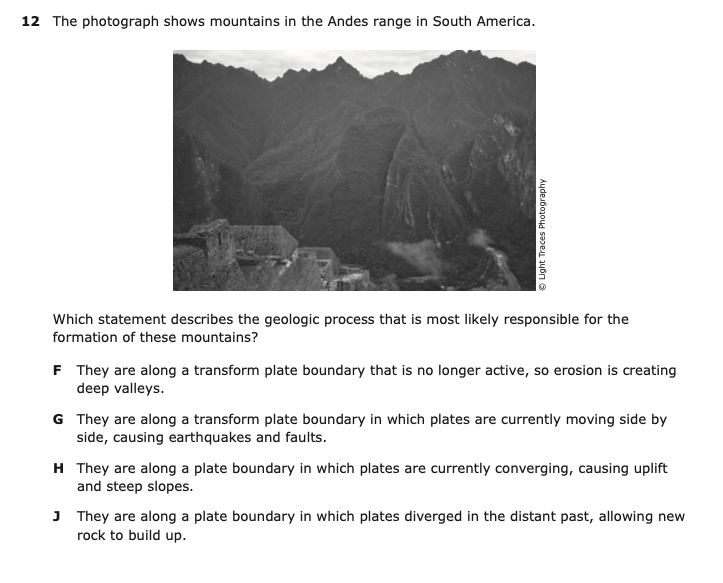 12 The photograph shows mountains in the Andes range in South America.
© Light Traces Photography
Which statement describes the geologic process that is most likely responsible for the
formation of these mountains?
F They are along a transform plate boundary that is no longer active, so erosion is creating
deep valleys.
G They are along a transform plate boundary in which plates are currently moving side by
side, causing earthquakes and faults.
H They are along a plate boundary in which plates are currently converging, causing uplift
and steep slopes.
J They are along a plate boundary in which plates diverged in the distant past, allowing new
rock to build up.